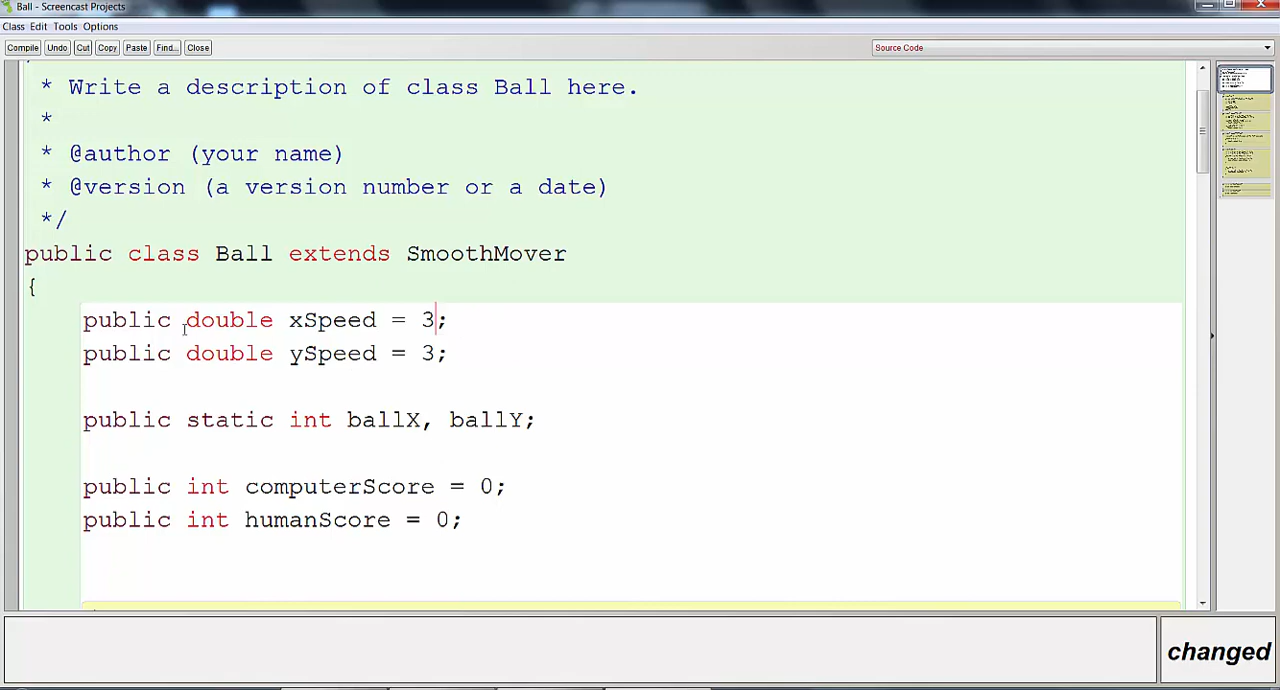 Ball - Screencast Projects
Class Edit Tools Options
Compile Undo Cut Copy Paste Find... Close Source Code
* Write a description of class Ball here.
*
* @author (your name)
* @version (a version number or a date)
*/
public class Ball extends SmoothMover
{
public double xSpeed = 3;
public double ySpeed = 3;
public static int ballX, ballY;
public int computerScore = 0;
public int humanScore = 0;
changed